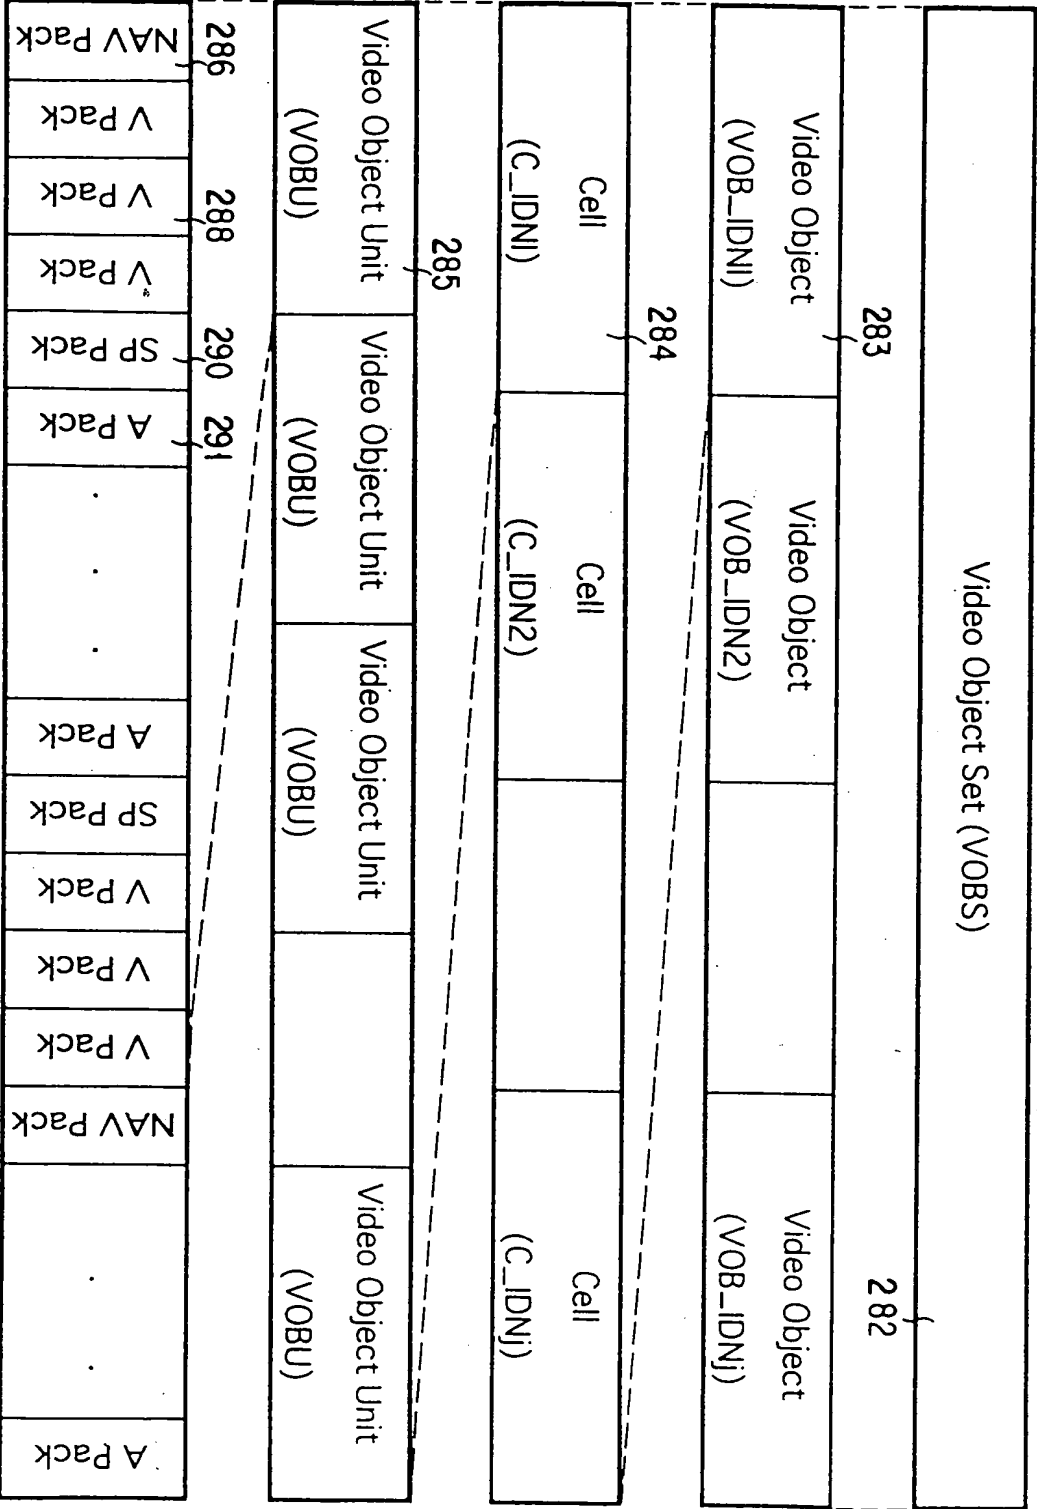 Video Object Set (VOBS)
282
283
Video Object
(VOB_IDN1)
Video Object
(VOB_IDN2)
Video Object
(VOB_IDNj)
284
Cell
(C_IDN1)
Cell
(C_IDN2)
Cell
(C_IDNj)
285
Video Object Unit
(VOBU)
Video Object Unit
(VOBU)
Video Object Unit
(VOBU)
Video Object Unit
(VOBU)
286
288
290
291
NAV Pack
V Pack
V Pack
V Pack
SP Pack
A Pack
. . .
A Pack
SP Pack
V Pack
V Pack
V Pack
NAV Pack
. .
A Pack